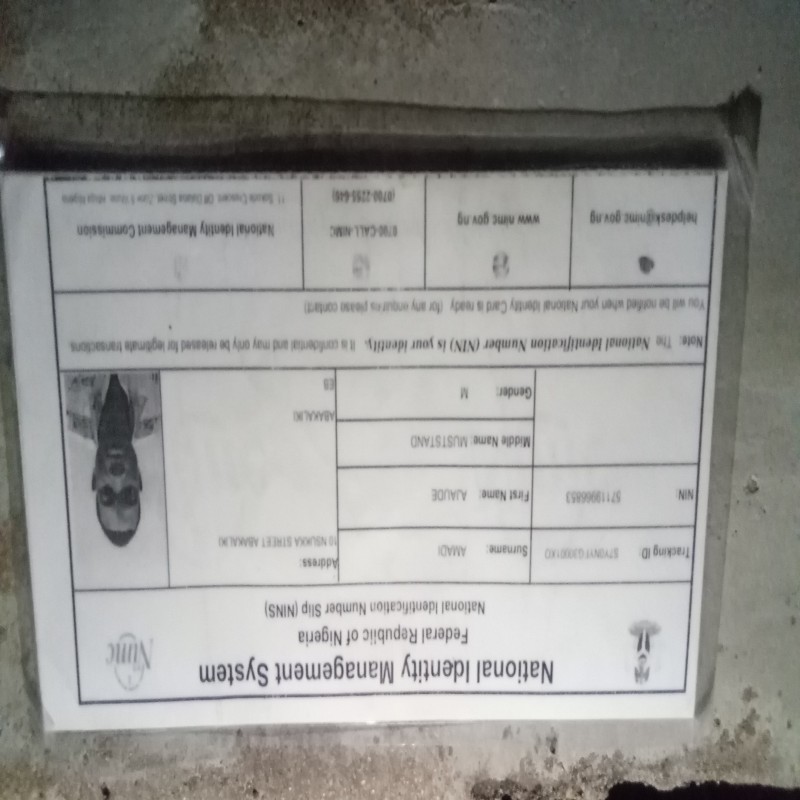 National Identity Management System
Federal Republic of Nigeria
National Identification Number Slip (NINS)
Nimc
Tracking ID
Surname: AMADI
Address:
10 NSUKKA STREET ABAKALIKI
NIN: 57119966853
First Name: AJAUDE
Middle Name: MUSTSTAND
ABAKALIKI
Gender: M
Note: The National Identification Number (NIN) is your identity. It is confidential and may only be released for legitimate transactions.
You will be notified when your National Identity Card is ready (for any enquiries please contact)
helpdesk@nimc.gov.ng
www.nimc.gov.ng
0700-CALL-NIMC
(0700-2255-646)
National Identity Management Commission
11, Sokode Crescent, Off Dalaba Street, Zone 5 Wuse, Abuja Nigeria